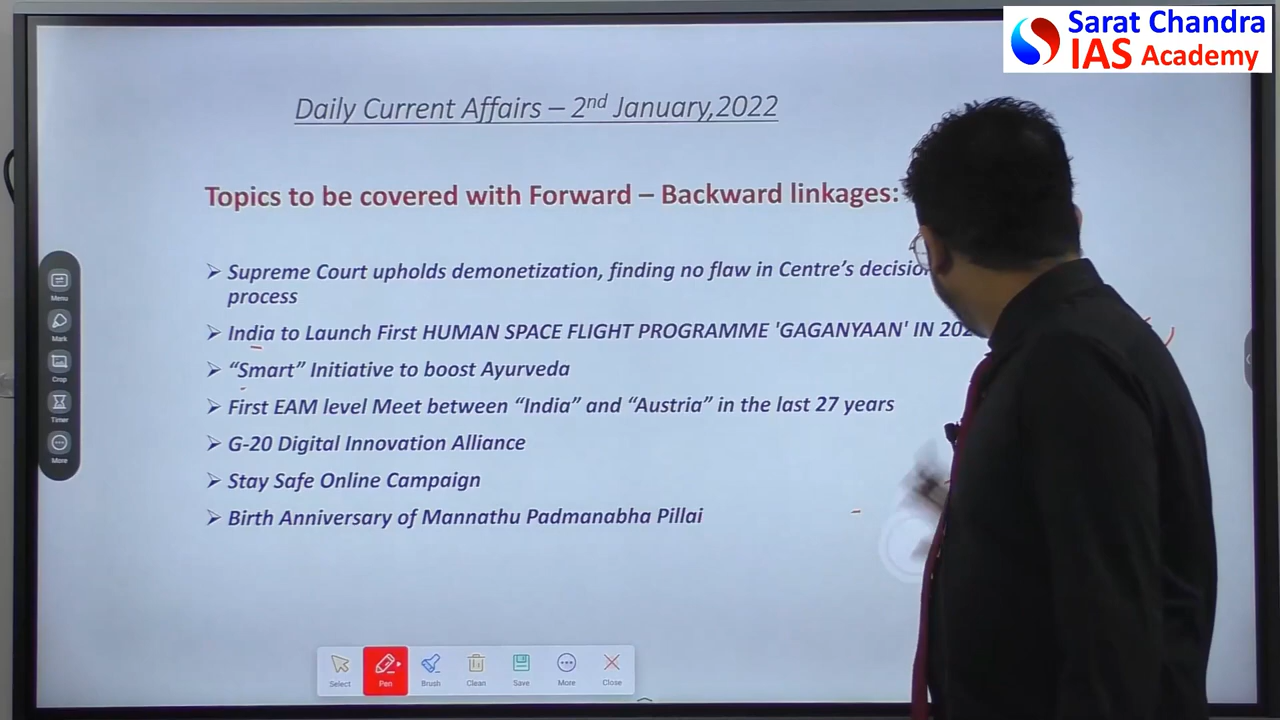 Sarat Chandra
IAS Academy
Daily Current Affairs – 2nd January,2022
Topics to be covered with Forward – Backward linkages:
➢ Supreme Court upholds demonetization, finding no flaw in Centre's
process
➢ India to Launch First HUMAN SPACE FLIGHT PROGRAMME 'GAGANYAAN' IN
➢ "Smart" Initiative to boost Ayurveda
➢ First EAM level Meet between "India" and "Austria" in the last 27 years
➢ G-20 Digital Innovation Alliance
➢ Stay Safe Online Campaign
➢ Birth Anniversary of Mannathu Padmanabha Pillai
Menu
Mark
Crop
Timer
More
Select
Pen
Brush
Clean
Save
More
Close